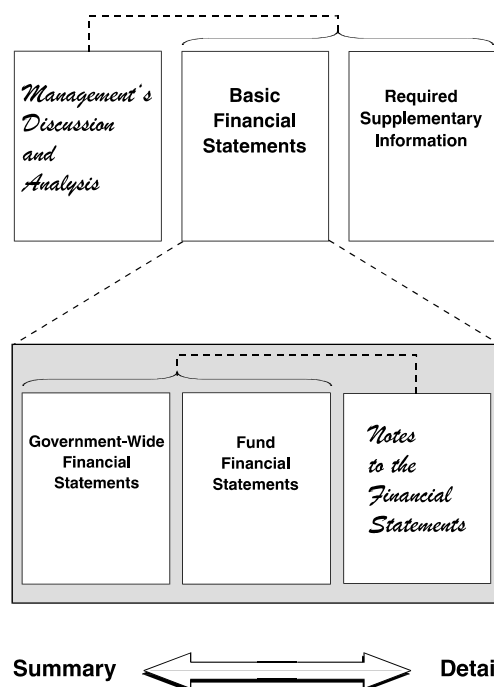 Management's
Discussion
and
Analysis
Basic
Financial
Statements
Required
Supplementary
Information
Government-Wide
Financial
Statements
Fund
Financial
Statements
Notes
to the
Financial
Statements
Summary
Detai